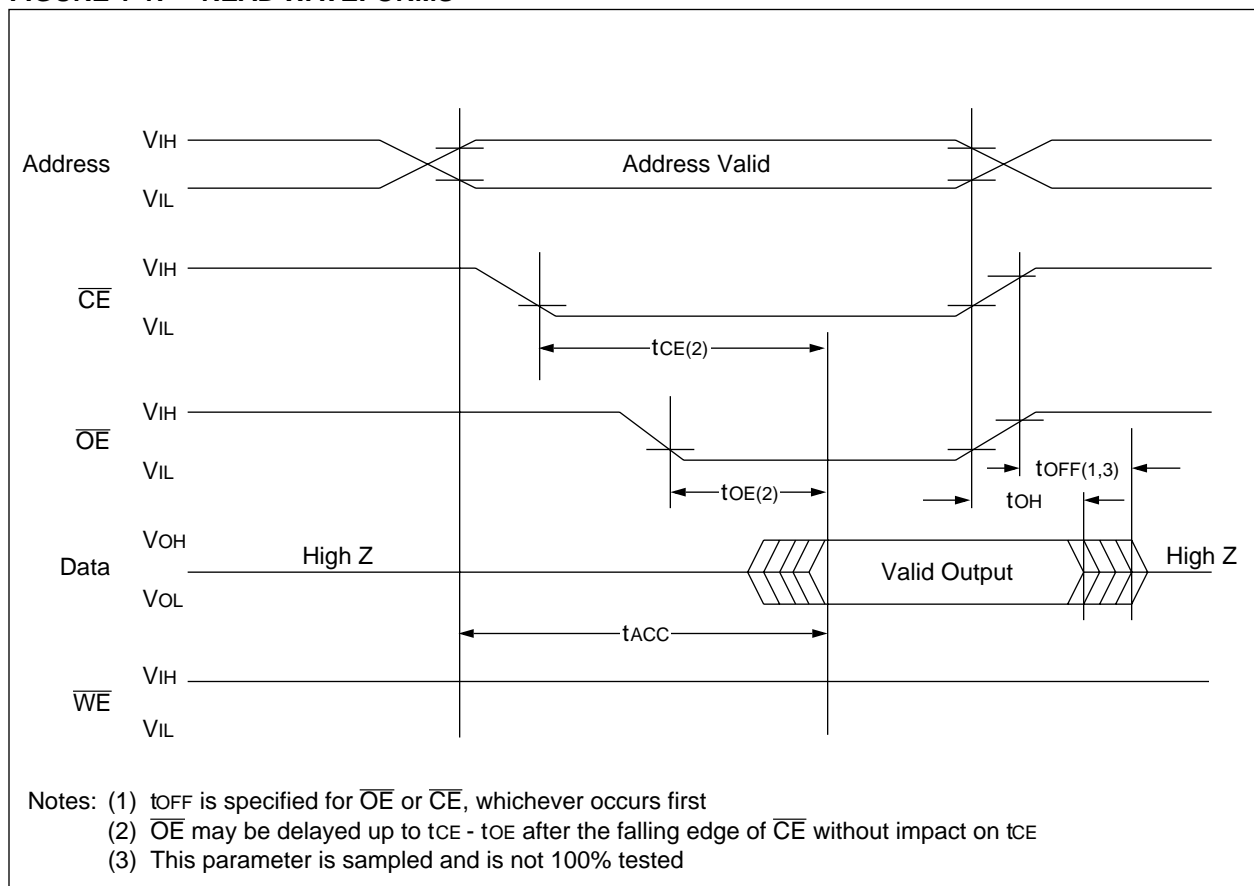 VIH
Address
Address Valid
VIL
VIH
CE
VIL
tCE(2)
VIH
OE
VIL
tOFF(1,3)
tOE(2)
tOH
VOH
High Z
Data
Valid Output
High Z
VOL
tACC
VIH
WE
VIL
Notes: (1) tOFF is specified for OE or CE, whichever occurs first
(2) OE may be delayed up to tCE - tOE after the falling edge of CE without impact on tCE
(3) This parameter is sampled and is not 100% tested